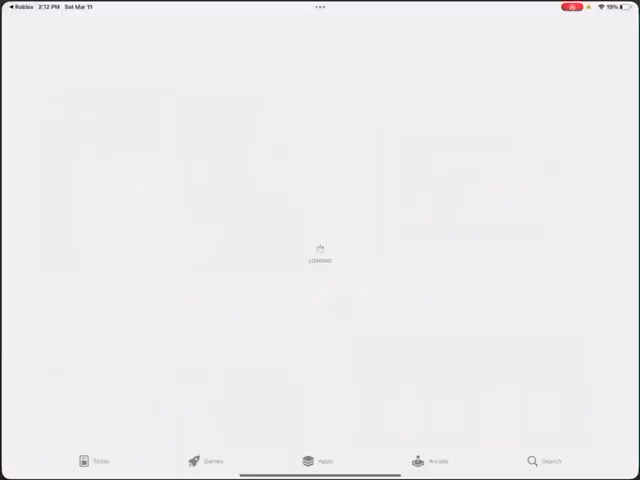 Roblox 2:12 PM Sat Mar 11
19%
LOADING
Today Games Apps Arcade Search